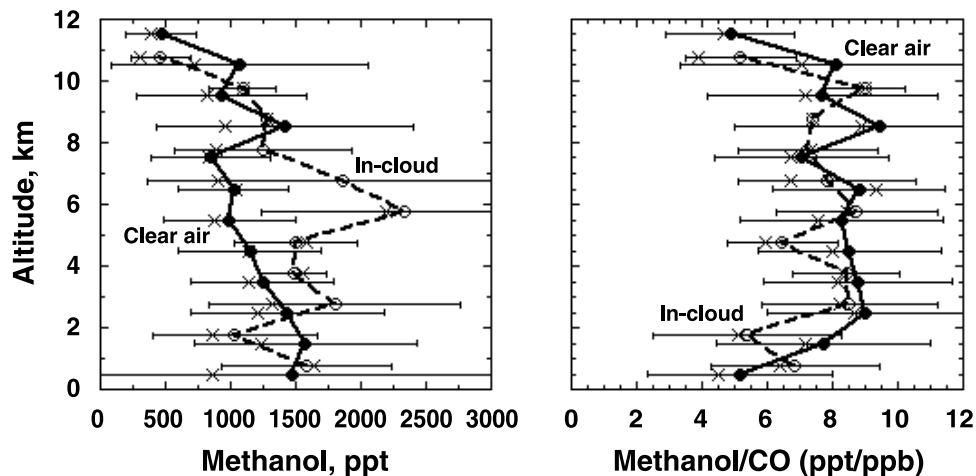 12
10
8
6
4
2
0
Altitude, km
In-cloud
Clear air
0 500 1000 1500 2000 2500 3000
Methanol, ppt
Clear air
In-cloud
0 2 4 6 8 10 12
Methanol/CO (ppt/ppb)